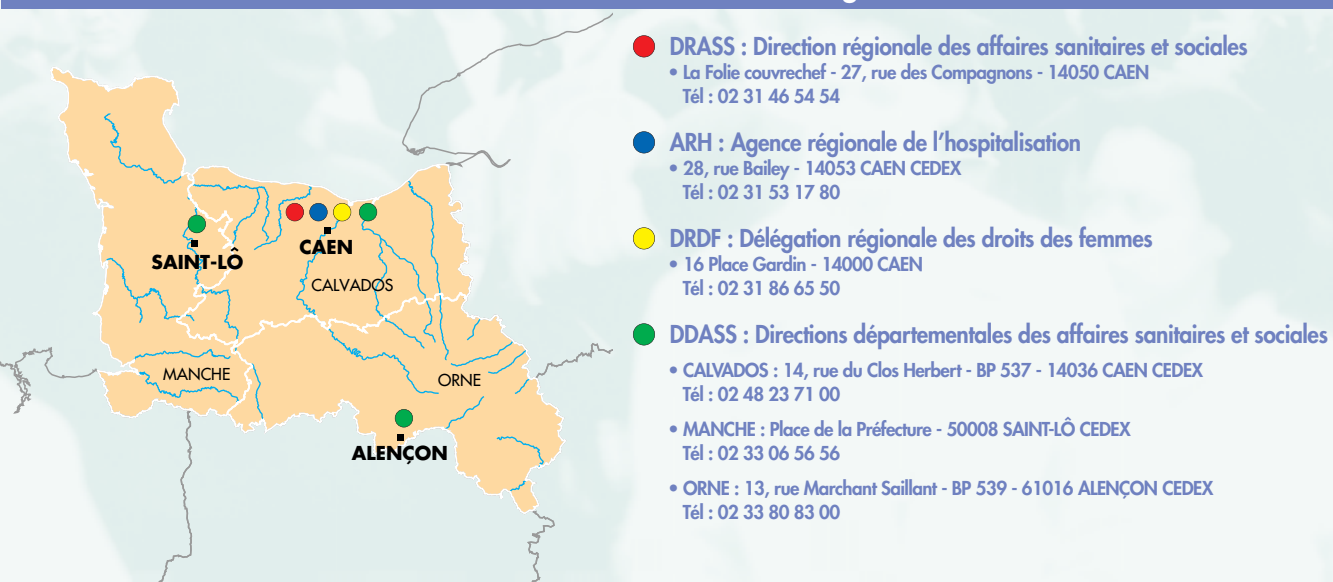 DRASS : Direction régionale des affaires sanitaires et sociales
• La Folie couvrechef - 27, rue des Compagnons - 14050 CAEN
Tél : 02 31 46 54 54
ARH : Agence régionale de l'hospitalisation
• 28, rue Bailey - 14053 CAEN CEDEX
Tél : 02 31 53 17 80
DRDF : Délégation régionale des droits des femmes
• 16 Place Gardin - 14000 CAEN
Tél : 02 31 86 65 50
DDASS : Directions départementales des affaires sanitaires et sociales
• CALVADOS : 14, rue du Clos Herbert - BP 537 - 14036 CAEN CEDEX
Tél : 02 48 23 71 00
• MANCHE : Place de la Préfecture - 50008 SAINT-LÔ CEDEX
Tél : 02 33 06 56 56
• ORNE : 13, rue Marchant Saillant - BP 539 - 61016 ALENÇON CEDEX
Tél : 02 33 80 83 00
SAINT-LÔ
CAEN
CALVADOS
MANCHE
ORNE
ALENÇON